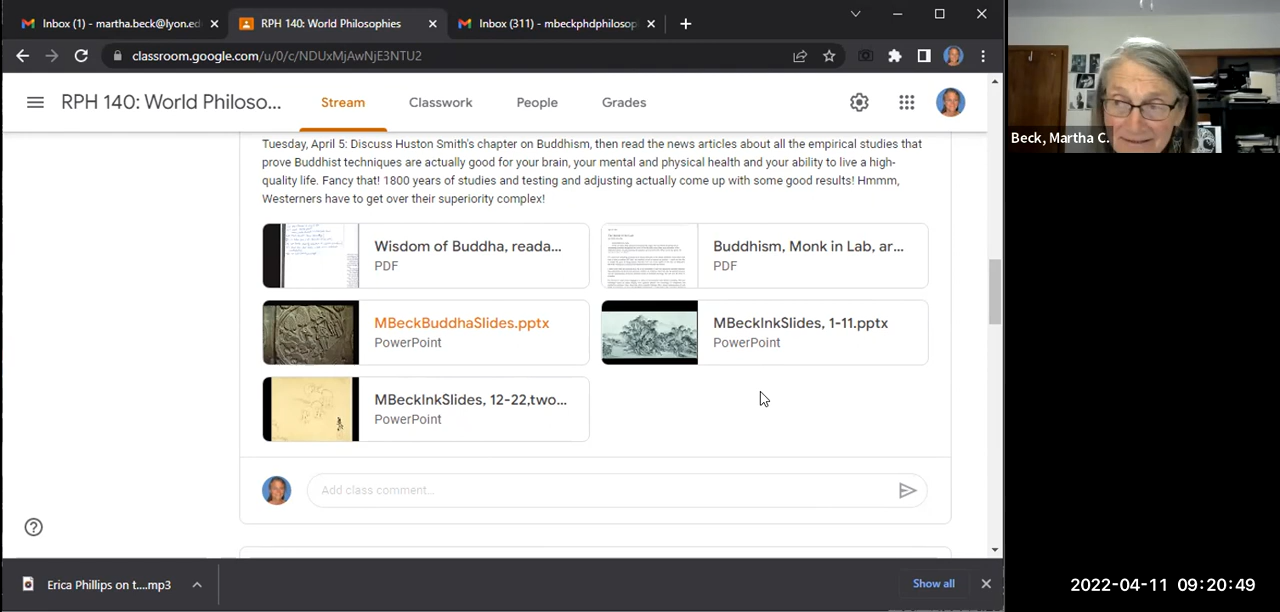 Inbox (1) - martha.beck@lyon.ed
RPH 140: World Philosophies
Inbox (311) - mbeckphdphilosop
classroom.google.com/u/0/c/NDUxMjAwNjE3NTU2
RPH 140: World Philoso...
Stream
Classwork
People
Grades
Beck, Martha C.
Tuesday, April 5: Discuss Huston Smith's chapter on Buddhism, then read the news articles about all the empirical studies that
prove Buddhist techniques are actually good for your brain, your mental and physical health and your ability to live a high-
quality life. Fancy that! 1800 years of studies and testing and adjusting actually come up with some good results! Hmmm,
Westerners have to get over their superiority complex!
Wisdom of Buddha, reada...
PDF
Buddhism, Monk in Lab, ar...
PDF
MBeckBuddhaSlides.pptx
PowerPoint
MBeckInkSlides, 1-11.pptx
PowerPoint
MBeckInkSlides, 12-22,two...
PowerPoint
Add class comment...
Erica Phillips on t....mp3
Show all
2022-04-11 09:20:49